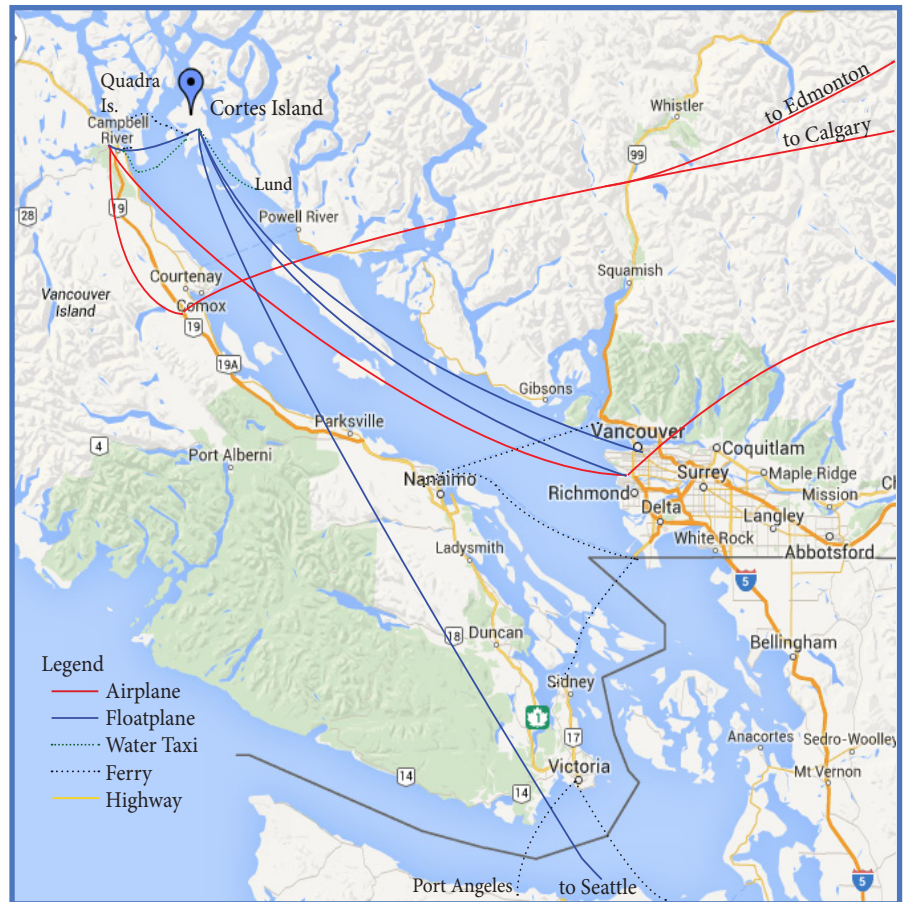 Quadra
Is.
Cortes Island
Campbell
River
Whistler
to Edmonton
to Calgary
99
Lund
28
19
Powell River
Courtenay
Squamish
Vancouver
Island
Comox
19
19A
Gibsons
Parksville
Vancouver
4
Port Alberni
Coquitlam
Nanaimo
Surrey
Maple Ridge
Richmond
Mission
Delta
Langley
Ladysmith
White Rock
Abbotsford
5
18
Duncan
Bellingham
Legend
Airplane
Floatplane
Water Taxi
Ferry
Highway
Sidney
1
17
Anacortes
Sedro-Woolley
14
Victoria
Mt Vernon
14
Port Angeles
to Seattle
5